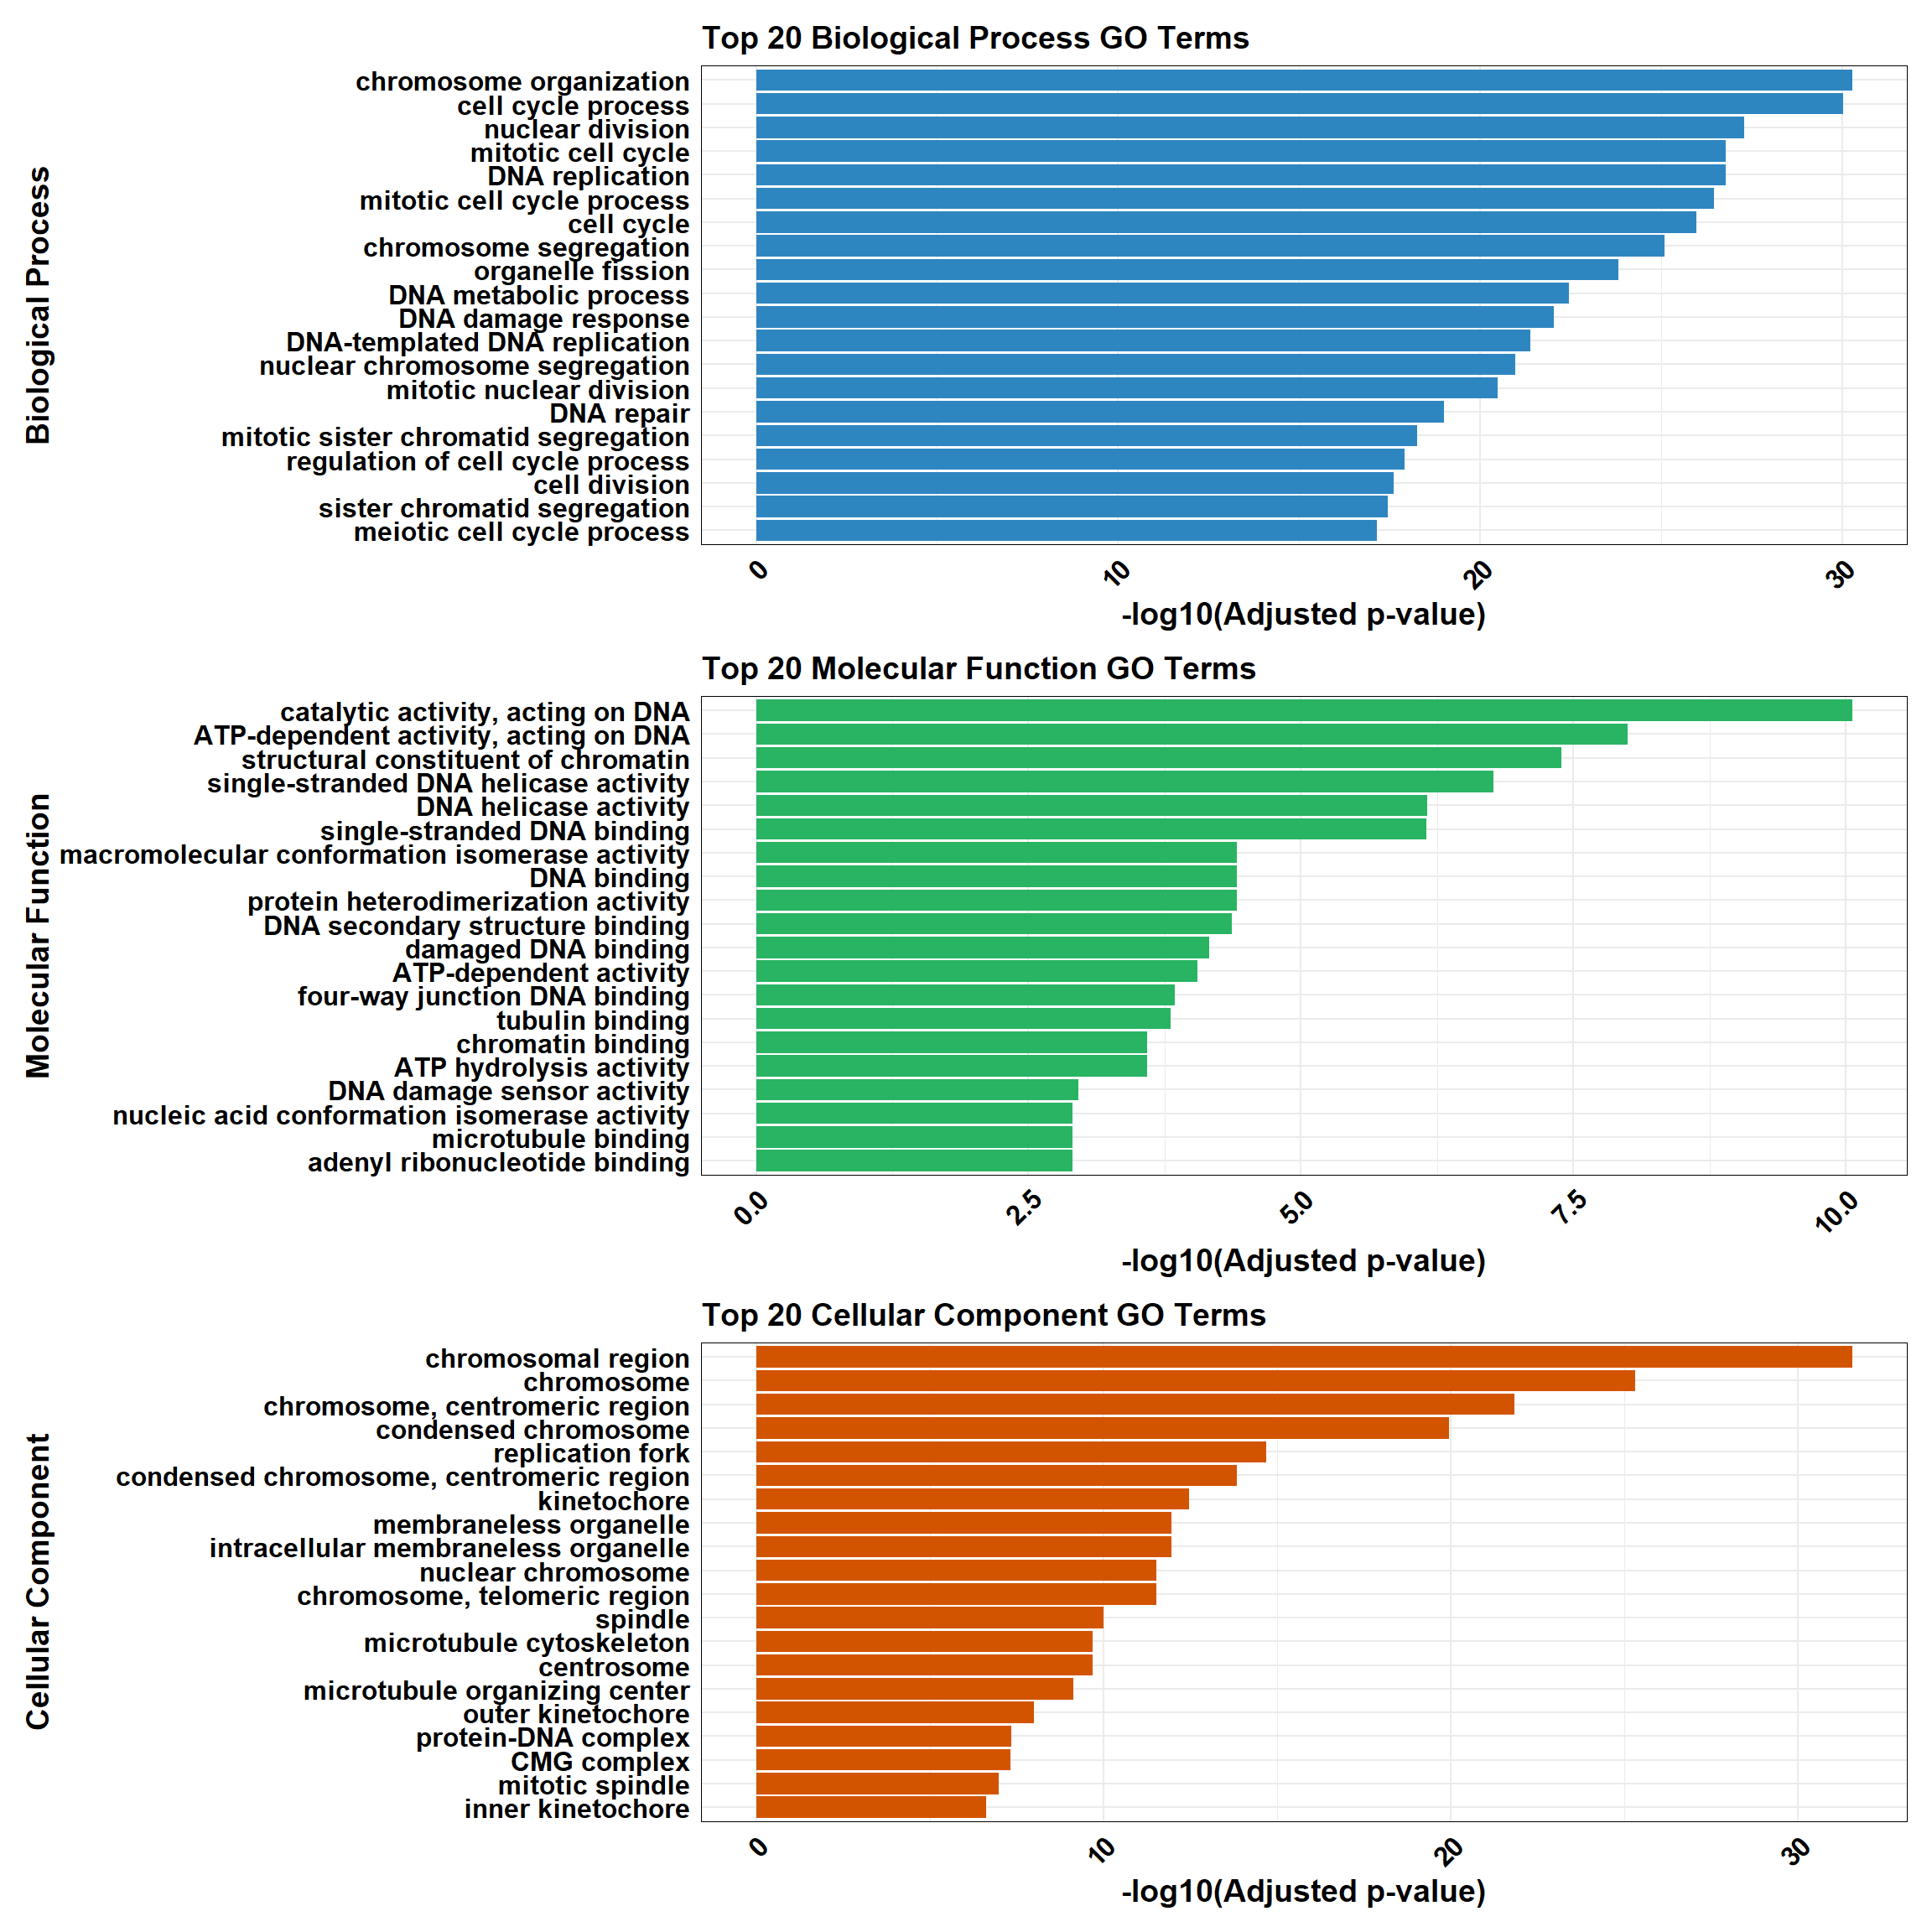 Top 20 Biological Process GO Terms
Biological Process
chromosome organization
cell cycle process
nuclear division
mitotic cell cycle
DNA replication
mitotic cell cycle process
cell cycle
chromosome segregation
organelle fission
DNA metabolic process
DNA damage response
DNA-templated DNA replication
nuclear chromosome segregation
mitotic nuclear division
DNA repair
mitotic sister chromatid segregation
regulation of cell cycle process
cell division
sister chromatid segregation
meiotic cell cycle process
0 10 20 30
-log10(Adjusted p-value)
Top 20 Molecular Function GO Terms
Molecular Function
catalytic activity, acting on DNA
ATP-dependent activity, acting on DNA
structural constituent of chromatin
single-stranded DNA helicase activity
DNA helicase activity
single-stranded DNA binding
macromolecular conformation isomerase activity
DNA binding
protein heterodimerization activity
DNA secondary structure binding
damaged DNA binding
ATP-dependent activity
four-way junction DNA binding
tubulin binding
chromatin binding
ATP hydrolysis activity
DNA damage sensor activity
nucleic acid conformation isomerase activity
microtubule binding
adenyl ribonucleotide binding
0.0 2.5 5.0 7.5 10.0
-log10(Adjusted p-value)
Top 20 Cellular Component GO Terms
Cellular Component
chromosomal region
chromosome
chromosome, centromeric region
condensed chromosome
replication fork
condensed chromosome, centromeric region
kinetochore
membraneless organelle
intracellular membraneless organelle
nuclear chromosome
chromosome, telomeric region
spindle
microtubule cytoskeleton
centrosome
microtubule organizing center
outer kinetochore
protein-DNA complex
CMG complex
mitotic spindle
inner kinetochore
0 10 20 30
-log10(Adjusted p-value)